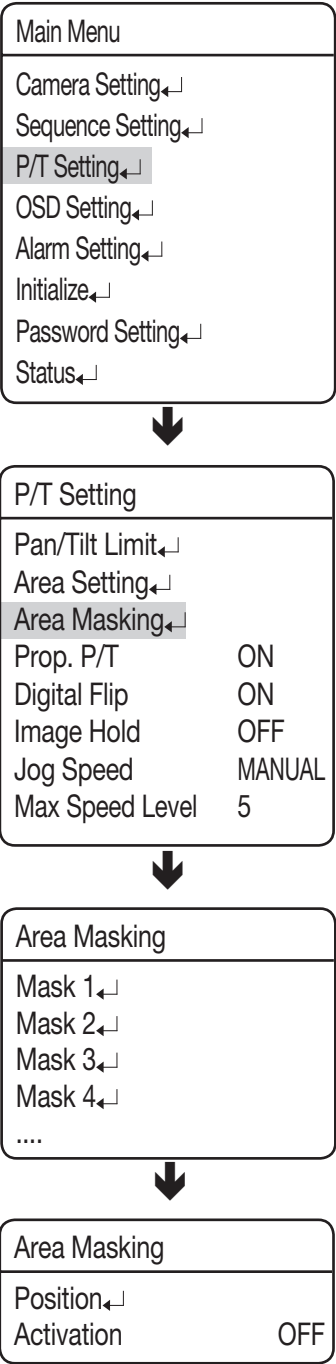 Main Menu
Camera Setting↵
Sequence Setting↵
P/T Setting↵
OSD Setting↵
Alarm Setting↵
Initialize↵
Password Setting↵
Status↵
P/T Setting
Pan/Tilt Limit↵
Area Setting↵
Area Masking↵
Prop. P/T ON
Digital Flip ON
Image Hold OFF
Jog Speed MANUAL
Max Speed Level 5
Area Masking
Mask 1↵
Mask 2↵
Mask 3↵
Mask 4↵
....
Area Masking
Position↵
Activation OFF